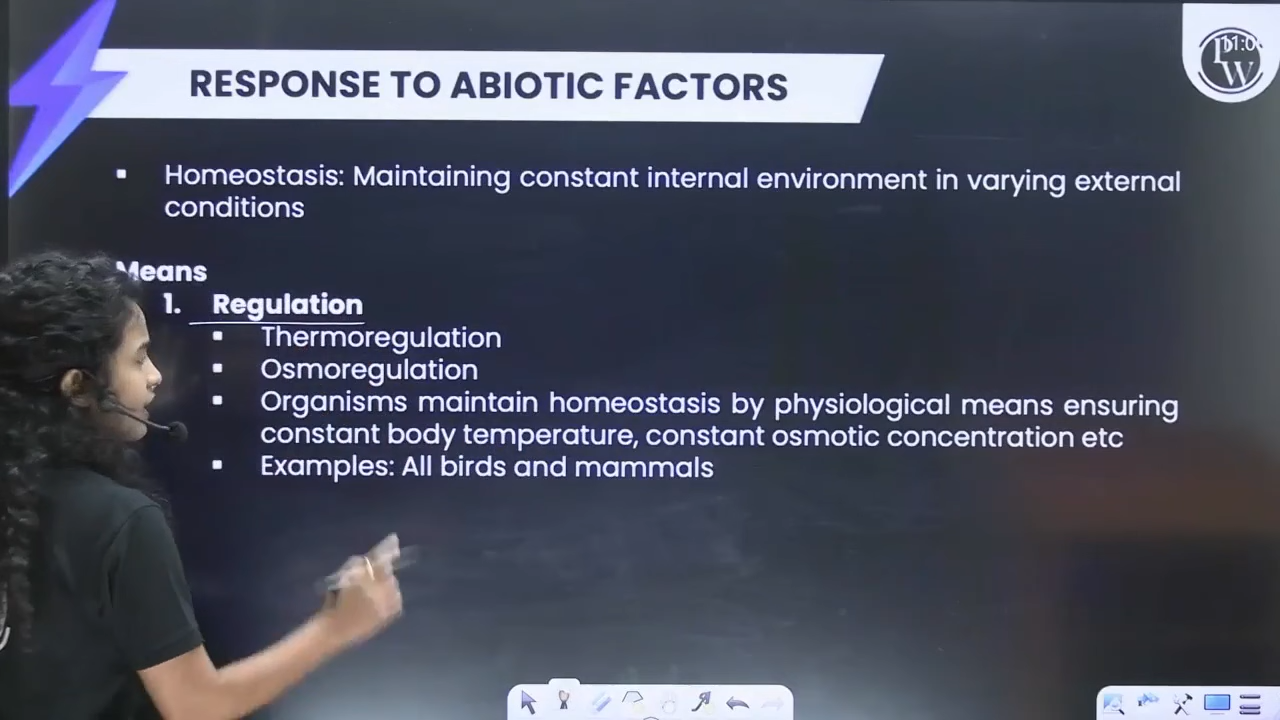 RESPONSE TO ABIOTIC FACTORS
Homeostasis: Maintaining constant internal environment in varying external
conditions
Means
1. Regulation
Thermoregulation
Osmoregulation
Organisms maintain homeostasis by physiological means ensuring
constant body temperature, constant osmotic concentration etc
Examples: All birds and mammals